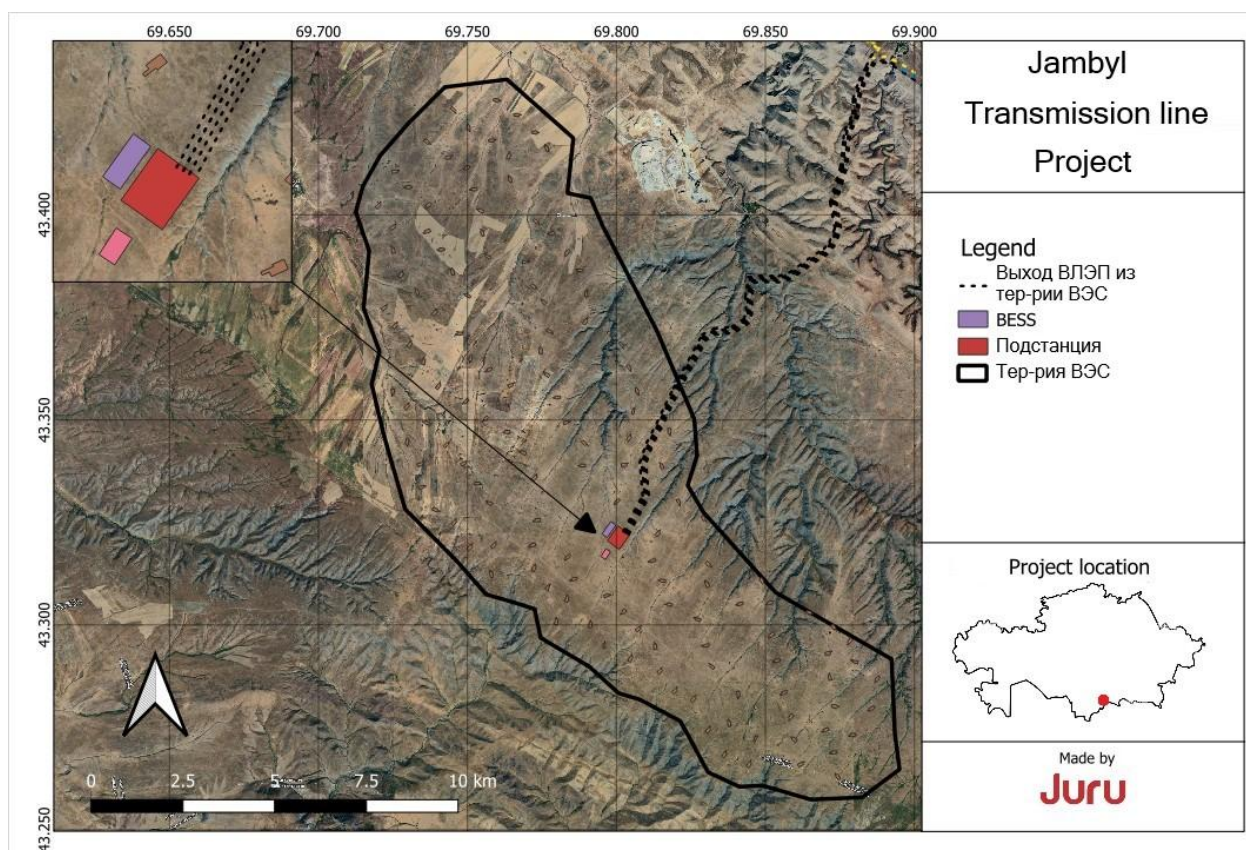 69.650
69.700
69.750
69.800
69.850
69.900
43.400
43.350
43.300
43.250
0
2.5
5
7.5
10 km
Jambyl
Transmission line
Project
Legend
Выход ВЛЭП из
тер-рии ВЭС
BESS
Подстанция
Тер-рия ВЭС
Project location
Made by
Juru